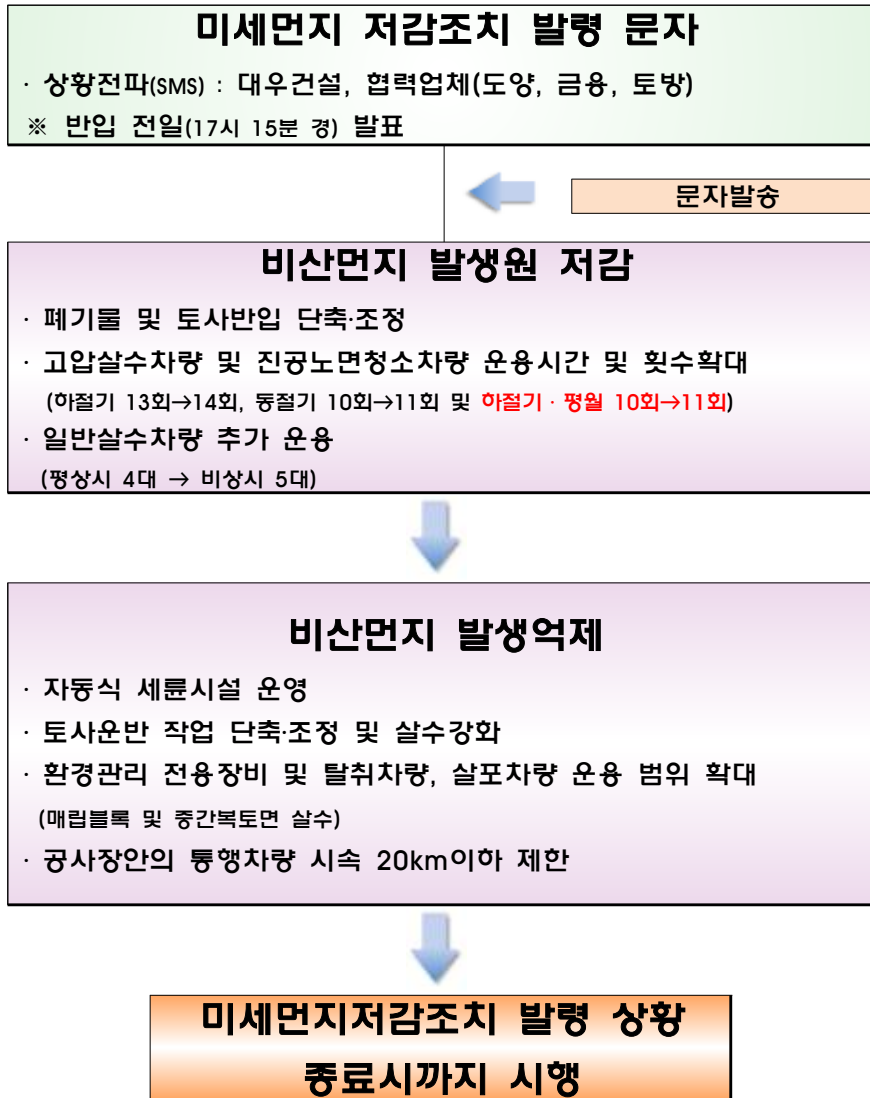 미세먼지 저감조치 발령 문자
· 상황전파(SMS) : 대우건설, 협력업체(도양, 금용, 토방)
※ 반입 전일(17시 15분 경) 발표
문자발송
비산먼지 발생원 저감
· 폐기물 및 토사반입 단축·조정
· 고압살수차량 및 진공노면청소차량 운용시간 및 횟수확대
(하절기 13회→14회, 동절기 10회→11회 및 하절기 · 평월 10회→11회)
· 일반살수차량 추가 운용
(평상시 4대 → 비상시 5대)
비산먼지 발생억제
· 자동식 세륜시설 운영
· 토사운반 작업 단축·조정 및 살수강화
· 환경관리 전용장비 및 탈취차량, 살포차량 운용 범위 확대
(매립블록 및 중간복토면 살수)
· 공사장안의 통행차량 시속 20km이하 제한
미세먼지저감조치 발령 상황
종료시까지 시행